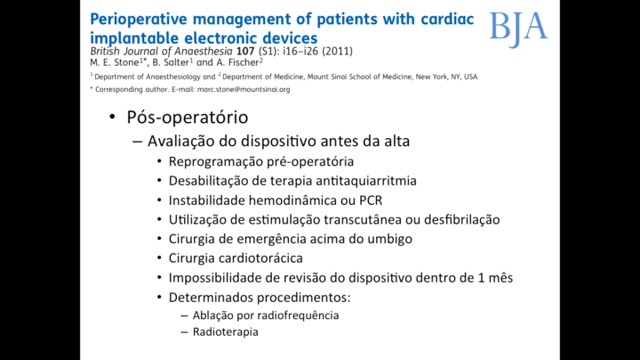 Perioperative management of patients with cardiac
implantable electronic devices
BJA
British Journal of Anaesthesia 107 (S1): i16–i26 (2011)
M. E. Stone1*, B. Salter1 and A. Fischer2
1 Department of Anaesthesiology and 2 Department of Medicine, Mount Sinai School of Medicine, New York, NY, USA
* Corresponding author. E-mail: marc.stone@mountsinai.org
• Pós-operatório
– Avaliação do dispositivo antes da alta
• Reprogramação pré-operatória
• Desabilitação de terapia antitaquiarritmia
• Instabilidade hemodinâmica ou PCR
• Utilização de estimulação transcutânea ou desfibrilação
• Cirurgia de emergência acima do umbigo
• Cirurgia cardiotorácica
• Impossibilidade de revisão do dispositivo dentro de 1 mês
• Determinados procedimentos:
– Ablação por radiofrequência
– Radioterapia